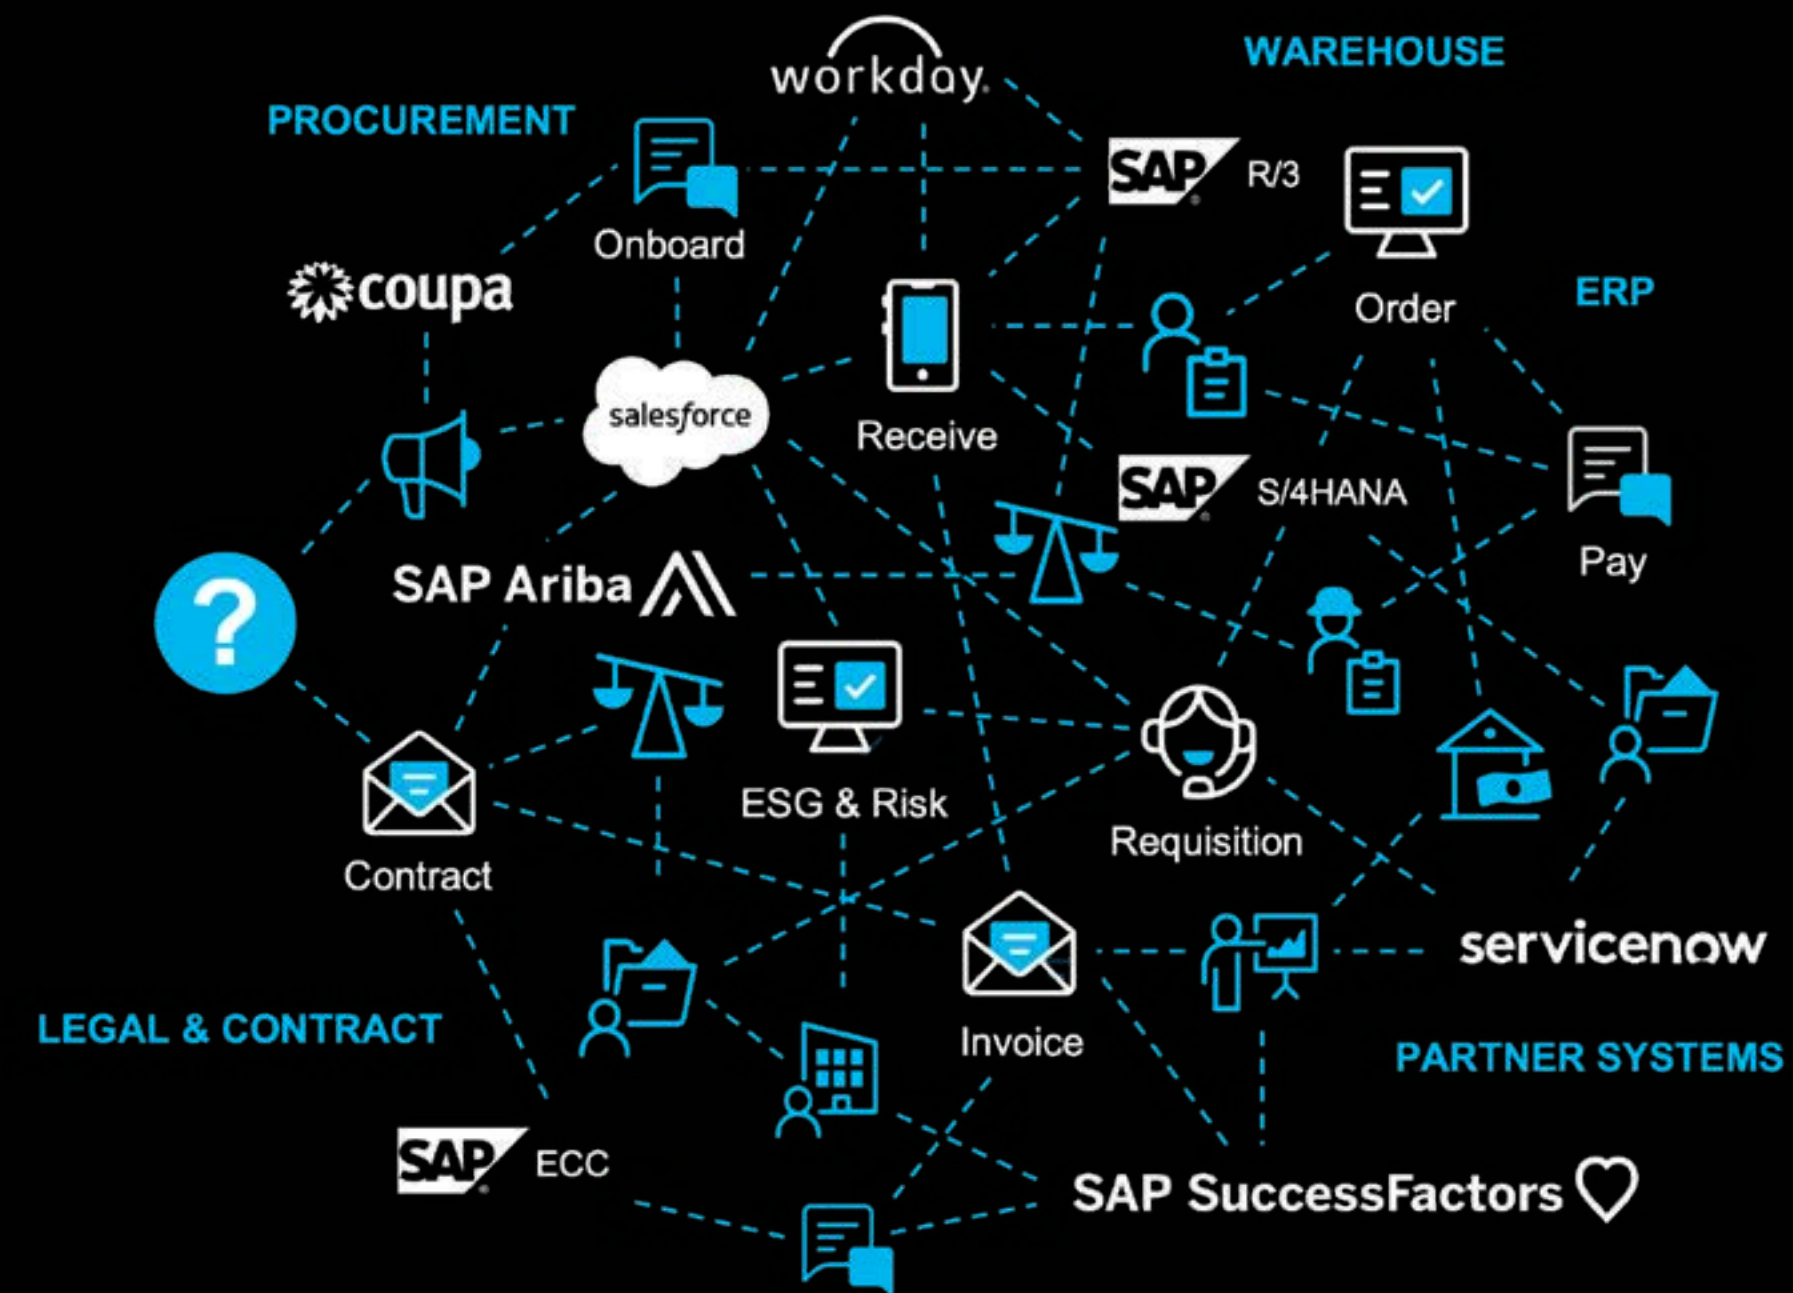 workday.
WAREHOUSE
PROCUREMENT
SAP R/3
Onboard
coupa
Order
ERP
salesforce
Receive
SAP S/4HANA
Pay
SAP Ariba
?
ESG & Risk
Requisition
Contract
servicenow
LEGAL & CONTRACT
Invoice
PARTNER SYSTEMS
SAP ECC
SAP SuccessFactors